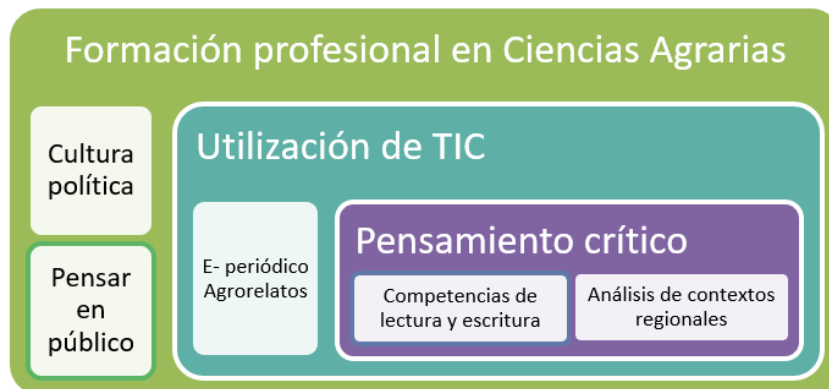 Formación profesional en Ciencias Agrarias
Cultura
política
Pensar
en
público
Utilización de TIC
E- periódico
Agrorelatos
Pensamiento crítico
Competencias de
lectura y escritura
Análisis de contextos
regionales